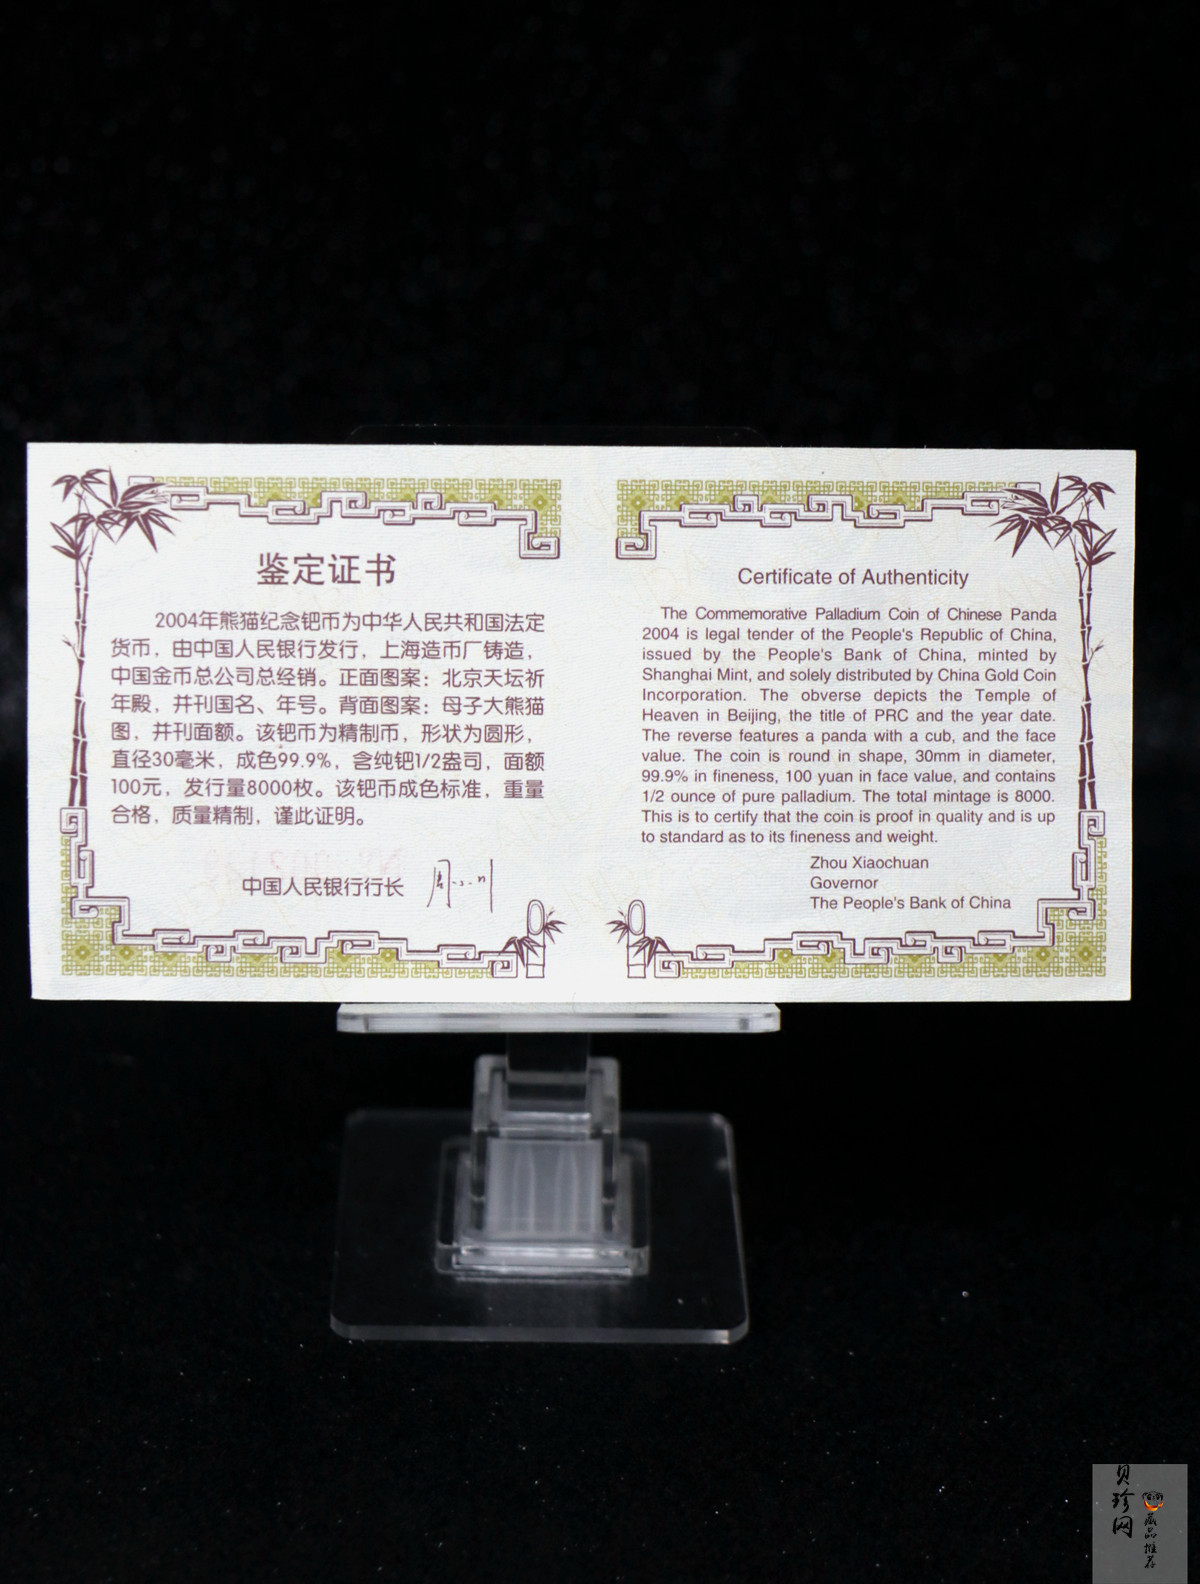 鉴定证书
2004年熊猫纪念钯币为中华人民共和国法定
货币，由中国人民银行发行，上海造币厂铸造，
中国金币总公司总经销。正面图案：北京天坛祈
年殿，并刊国名、年号。背面图案：母子大熊猫
图，并刊面额。该钯币为精制币，形状为圆形，
直径30毫米，成色99.9%，含纯钯1/2盎司，面额
100元，发行量8000枚。该钯币成色标准，重量
合格，质量精制，谨此证明。
中国人民银行行长
Certificate of Authenticity
The Commemorative Palladium Coin of Chinese Panda
2004 is legal tender of the People's Republic of China,
issued by the People's Bank of China, minted by
Shanghai Mint, and solely distributed by China Gold Coin
Incorporation. The obverse depicts the Temple of
Heaven in Beijing, the title of PRC and the year date.
The reverse features a panda with a cub, and the face
value. The coin is round in shape, 30mm in diameter,
99.9% in fineness, 100 yuan in face value, and contains
1/2 ounce of pure palladium. The total mintage is 8000.
This is to certify that the coin is proof in quality and is up
to standard as to its fineness and weight.
Zhou Xiaochuan
Governor
The People's Bank of China
贝珍网
藏品推荐